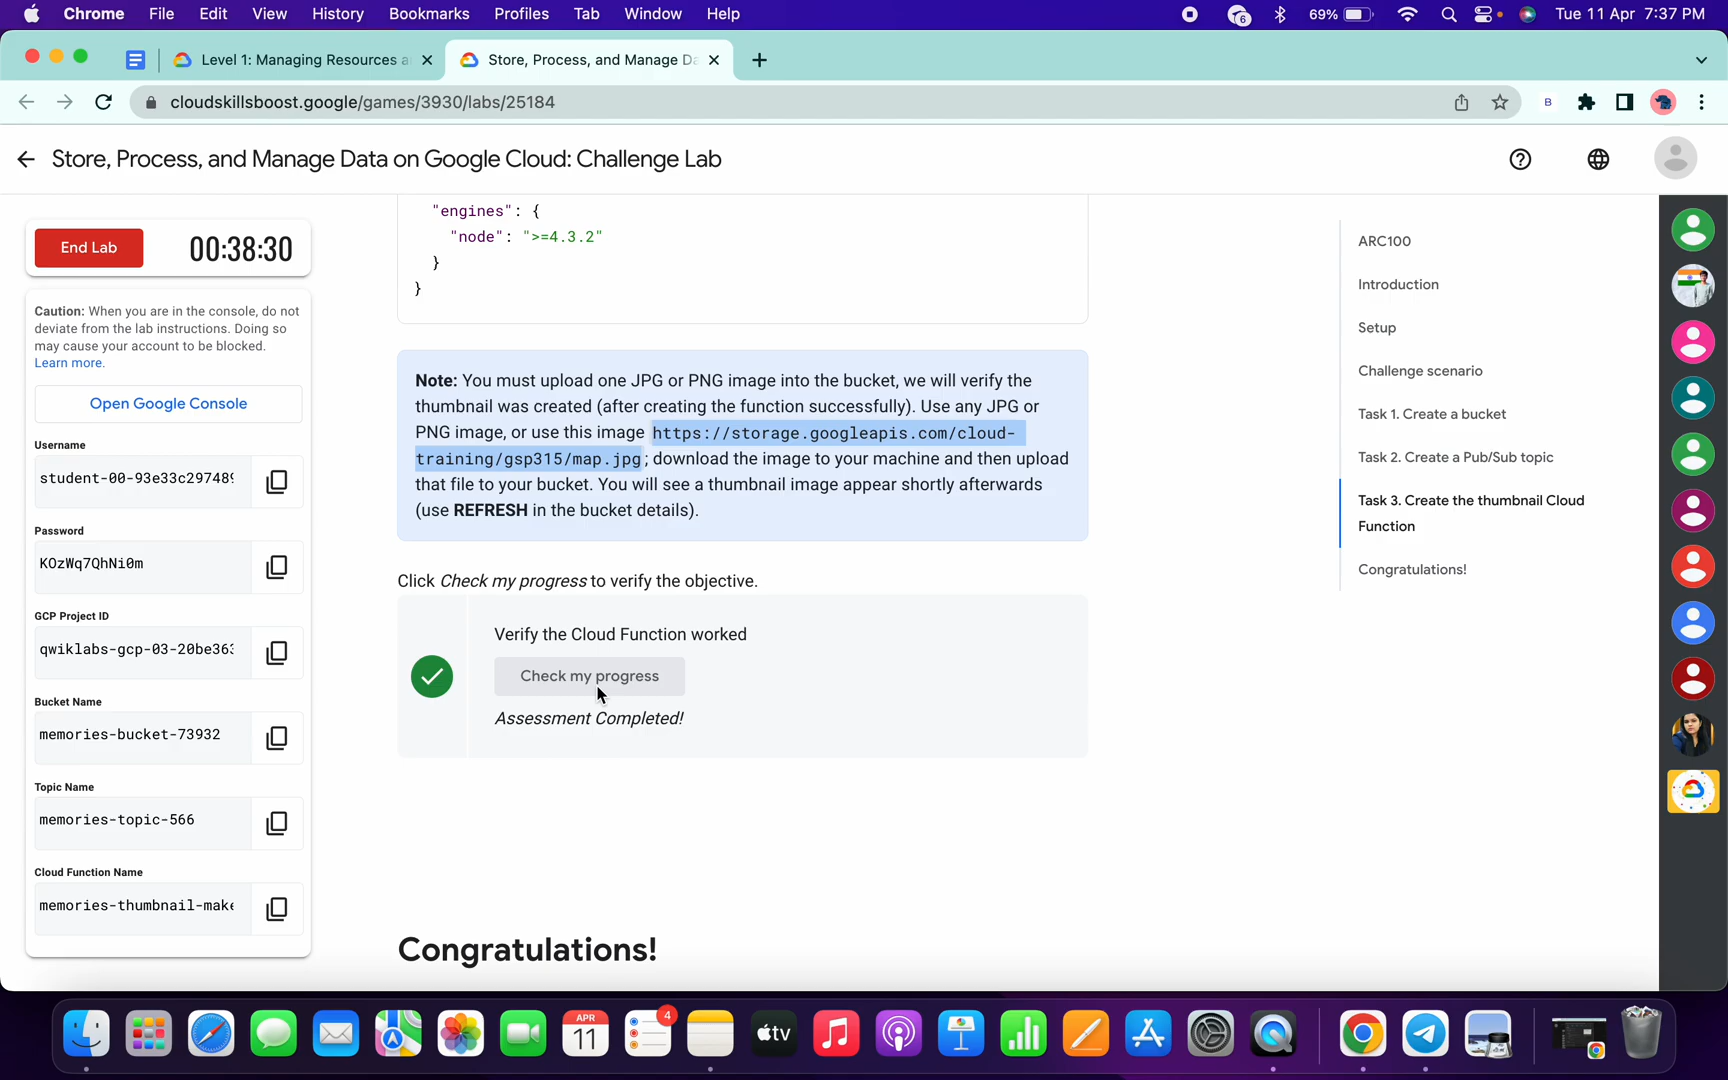 Chrome File Edit View History Bookmarks Profiles Tab Window Help
6 69% Tue 11 Apr 7:37 PM
Level 1: Managing Resources a
Store, Process, and Manage Da
cloudskillsboost.google/games/3930/labs/25184
B
Store, Process, and Manage Data on Google Cloud: Challenge Lab
End Lab
00:38:30
Caution: When you are in the console, do not
deviate from the lab instructions. Doing so
may cause your account to be blocked.
Learn more.
Open Google Console
Username
student-00-93e33c29748
Password
KOzWq7QhNi0m
GCP Project ID
qwiklabs-gcp-03-20be363
Bucket Name
memories-bucket-73932
Topic Name
memories-topic-566
Cloud Function Name
memories-thumbnail-make
"engines": {
"node": ">=4.3.2"
}
}
Note: You must upload one JPG or PNG image into the bucket, we will verify the
thumbnail was created (after creating the function successfully). Use any JPG or
PNG image, or use this image https://storage.googleapis.com/cloud-
training/gsp315/map.jpg; download the image to your machine and then upload
that file to your bucket. You will see a thumbnail image appear shortly afterwards
(use REFRESH in the bucket details).
Click Check my progress to verify the objective.
Verify the Cloud Function worked
Check my progress
Assessment Completed!
Congratulations!
ARC100
Introduction
Setup
Challenge scenario
Task 1. Create a bucket
Task 2. Create a Pub/Sub topic
Task 3. Create the thumbnail Cloud
Function
Congratulations!
APR
11
4
tv